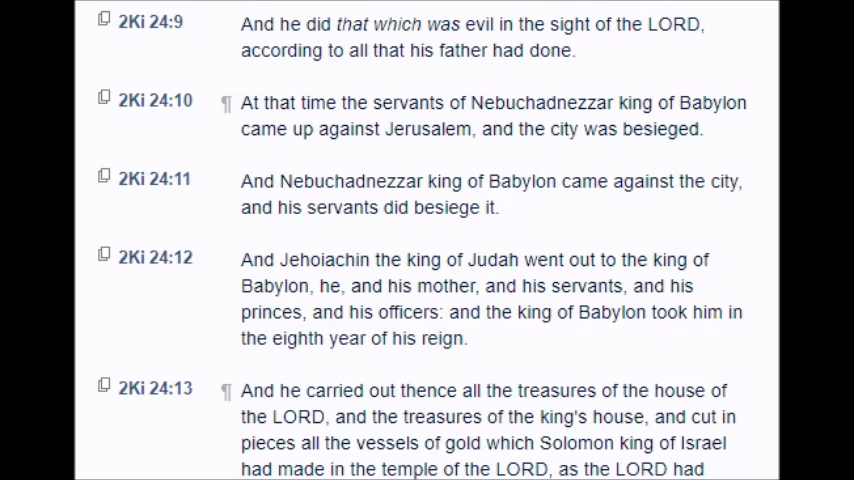 2Ki 24:9 And he did that which was evil in the sight of the LORD,
according to all that his father had done.
2Ki 24:10 ¶ At that time the servants of Nebuchadnezzar king of Babylon
came up against Jerusalem, and the city was besieged.
2Ki 24:11 And Nebuchadnezzar king of Babylon came against the city,
and his servants did besiege it.
2Ki 24:12 And Jehoiachin the king of Judah went out to the king of
Babylon, he, and his mother, and his servants, and his
princes, and his officers: and the king of Babylon took him in
the eighth year of his reign.
2Ki 24:13 ¶ And he carried out thence all the treasures of the house of
the LORD, and the treasures of the king's house, and cut in
pieces all the vessels of gold which Solomon king of Israel
had made in the temple of the LORD, as the LORD had